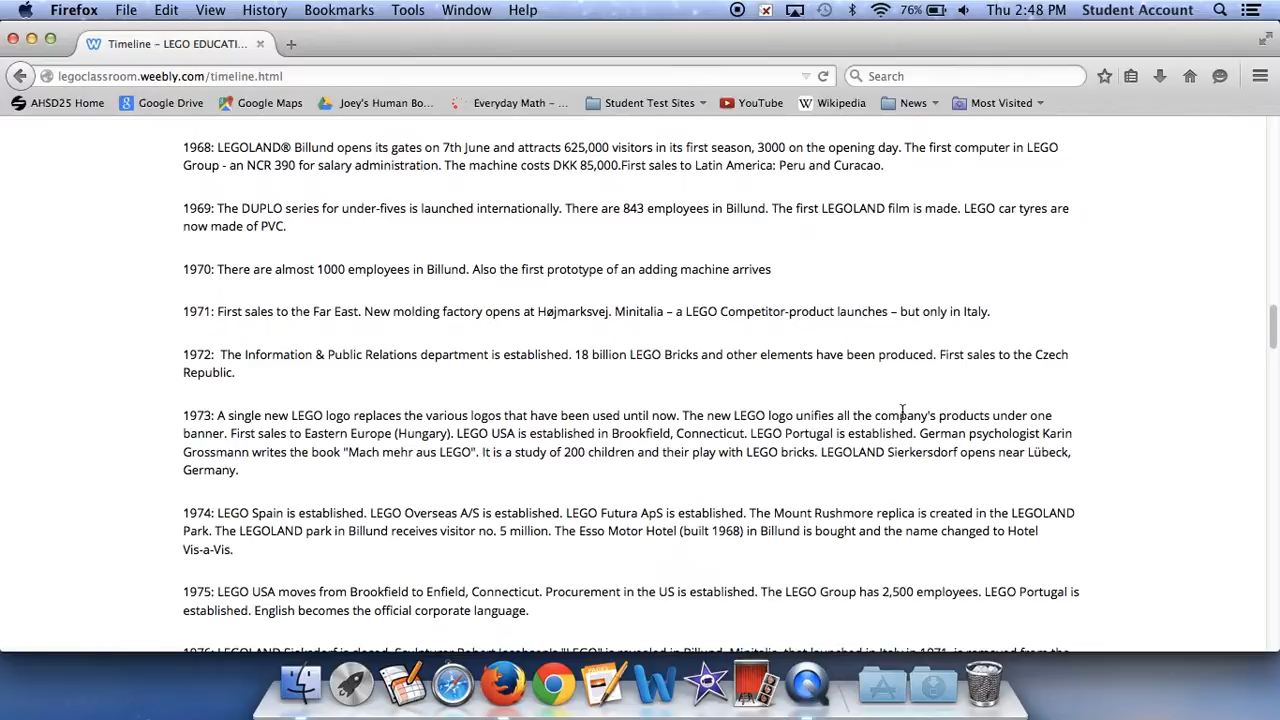 Firefox File Edit View History Bookmarks Tools Window Help 76% Thu 2:48 PM Student Account
Timeline – LEGO EDUCATI...
legoclassroom.weebly.com/timeline.html Search
AHSD25 Home Google Drive Google Maps Joey's Human Bo... Everyday Math – ... Student Test Sites YouTube Wikipedia News Most Visited
1968: LEGOLAND® Billund opens its gates on 7th June and attracts 625,000 visitors in its first season, 3000 on the opening day. The first computer in LEGO
Group - an NCR 390 for salary administration. The machine costs DKK 85,000.First sales to Latin America: Peru and Curacao.
1969: The DUPLO series for under-fives is launched internationally. There are 843 employees in Billund. The first LEGOLAND film is made. LEGO car tyres are
now made of PVC.
1970: There are almost 1000 employees in Billund. Also the first prototype of an adding machine arrives
1971: First sales to the Far East. New molding factory opens at Højmarksvej. Minitalia – a LEGO Competitor-product launches – but only in Italy.
1972:  The Information & Public Relations department is established. 18 billion LEGO Bricks and other elements have been produced. First sales to the Czech
Republic.
1973: A single new LEGO logo replaces the various logos that have been used until now. The new LEGO logo unifies all the company's products under one
banner. First sales to Eastern Europe (Hungary). LEGO USA is established in Brookfield, Connecticut. LEGO Portugal is established. German psychologist Karin
Grossmann writes the book "Mach mehr aus LEGO". It is a study of 200 children and their play with LEGO bricks. LEGOLAND Sierkersdorf opens near Lübeck,
Germany.
1974: LEGO Spain is established. LEGO Overseas A/S is established. LEGO Futura ApS is established. The Mount Rushmore replica is created in the LEGOLAND
Park. The LEGOLAND park in Billund receives visitor no. 5 million. The Esso Motor Hotel (built 1968) in Billund is bought and the name changed to Hotel
Vis-a-Vis.
1975: LEGO USA moves from Brookfield to Enfield, Connecticut. Procurement in the US is established. The LEGO Group has 2,500 employees. LEGO Portugal is
established. English becomes the official corporate language.